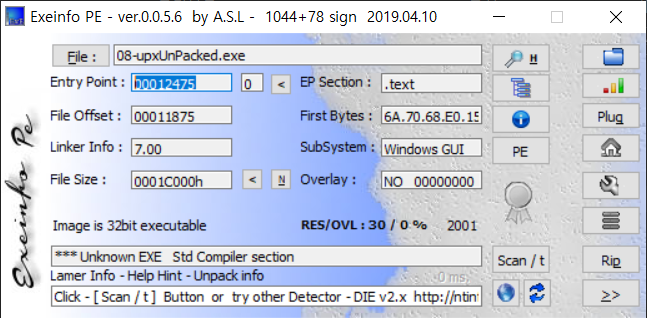 Exeinfo PE - ver.0.0.5.6 by A.S.L - 1044+78 sign 2019.04.10
File : 08-upxUnPacked.exe H
Entry Point : 00012475 0 < EP Section : .text
File Offset : 00011875 First Bytes : 6A.70.68.E0.15 Plug
Linker Info : 7.00 SubSystem : Windows GUI PE
File Size : 0001C000h < N Overlay : NO 00000000
Image is 32bit executable RES/OVL : 30 / 0 % 2001
*** Unknown EXE Std Compiler section Scan / t Rip
Lamer Info - Help Hint - Unpack info 0 ms.
Click - [ Scan / t ] Button or try other Detector - DIE v2.x http://ntin >>
Exeinfo Pe